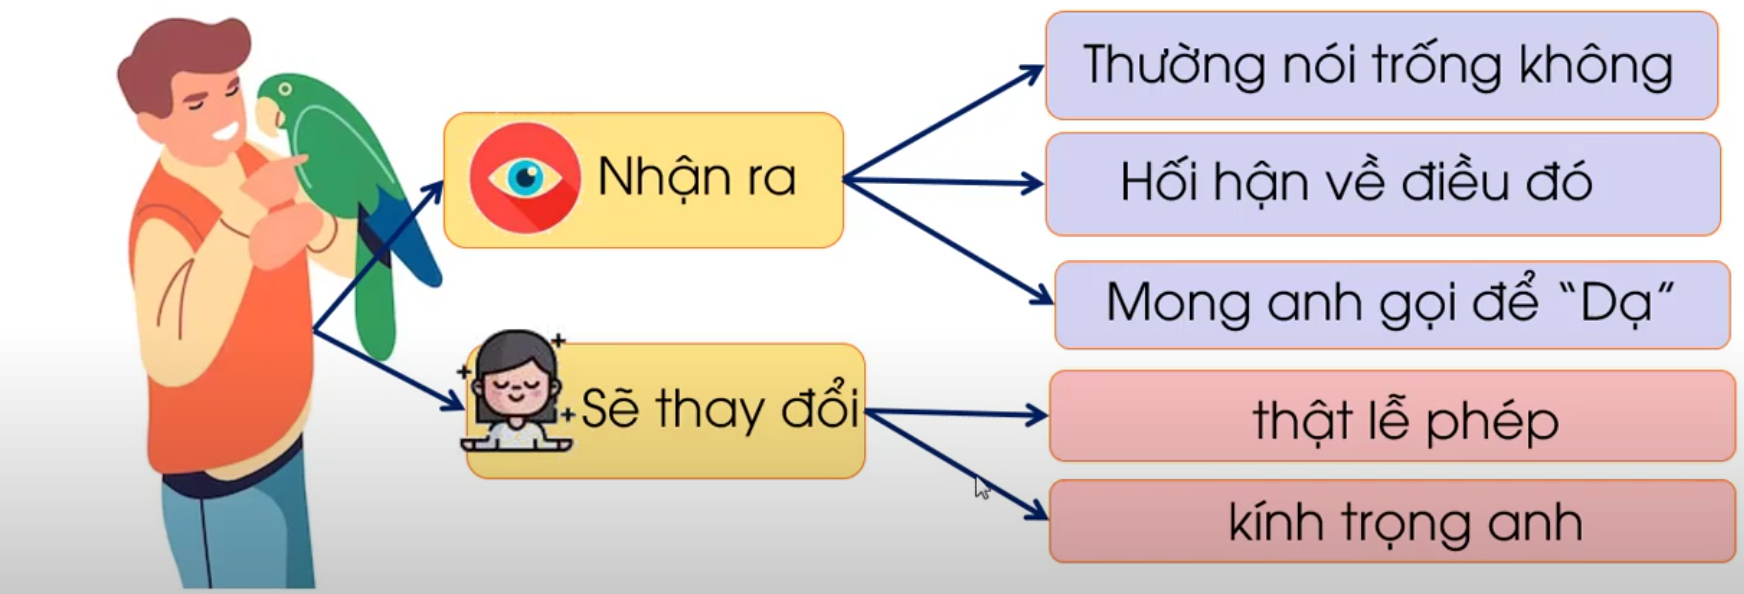 Thường nói trống không
Nhận ra
Hối hận về điều đó
Mong anh gọi để “Dạ”
Sẽ thay đổi
thật lễ phép
kính trọng anh